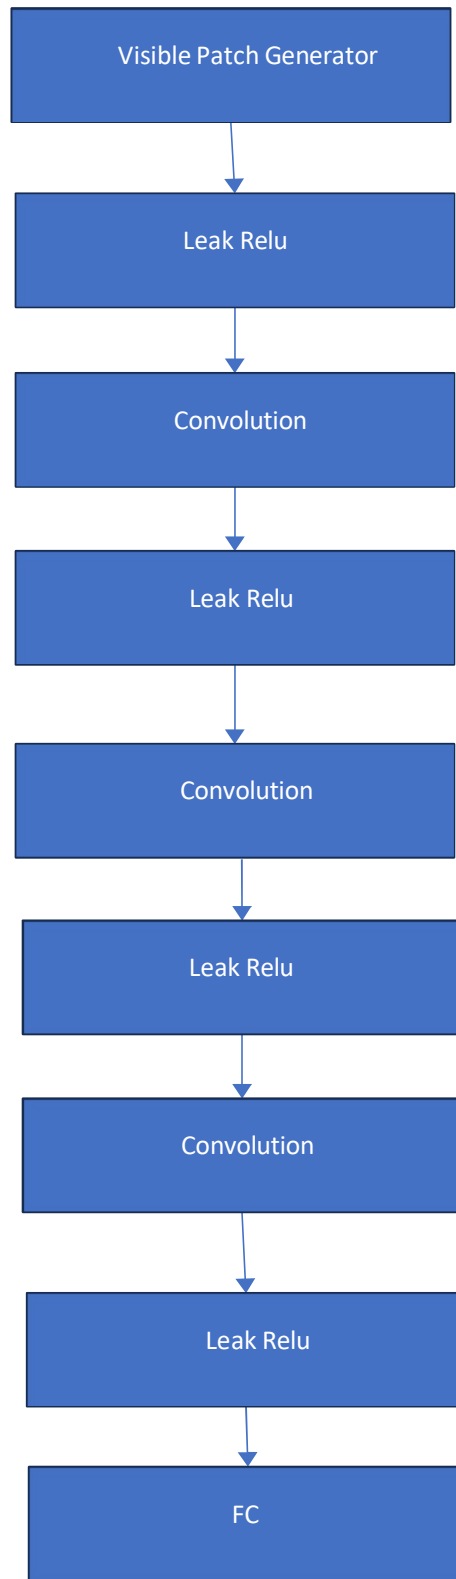 Visible Patch Generator
Leak Relu
Convolution
Leak Relu
Convolution
Leak Relu
Convolution
Leak Relu
FC